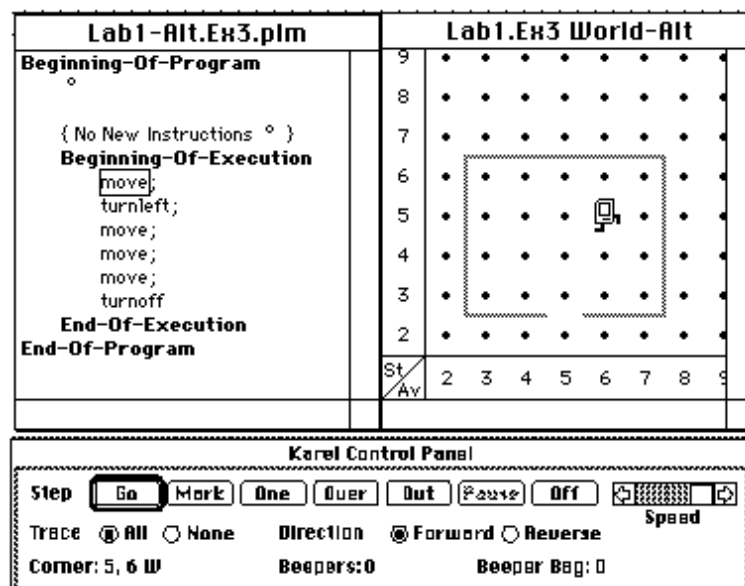 Lab1-Alt.Ex3.plm
Beginning-Of-Program
{ No New Instructions ° }
Beginning-Of-Execution
move;
turnleft;
move;
move;
move;
turnoff
End-Of-Execution
End-Of-Program
Lab1.Ex3 World-Alt
9
8
7
6
5
4
3
2
St/Av 2 3 4 5 6 7 8 9
Karel Control Panel
Step Go Mark One Over Out Pause Off
Speed
Trace All None Direction Forward Reverse
Corner: 5, 6 W Beepers:0 Beeper Bag: 0